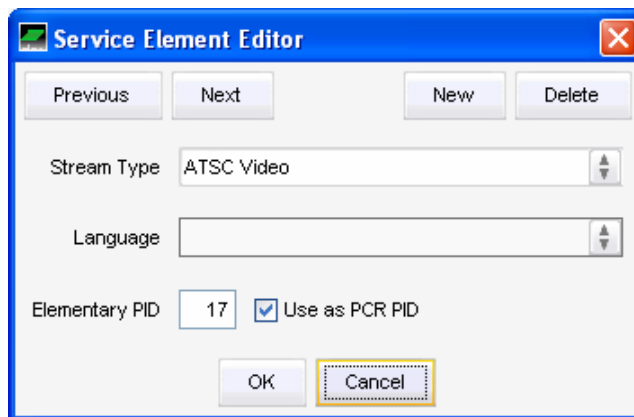 Service Element Editor
Previous Next New Delete
Stream Type ATSC Video
Language
Elementary PID 17 Use as PCR PID
OK Cancel